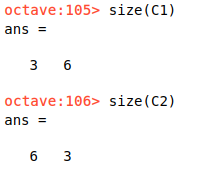 octave:105> size(C1)
ans =
3 6
octave:106> size(C2)
ans =
6 3